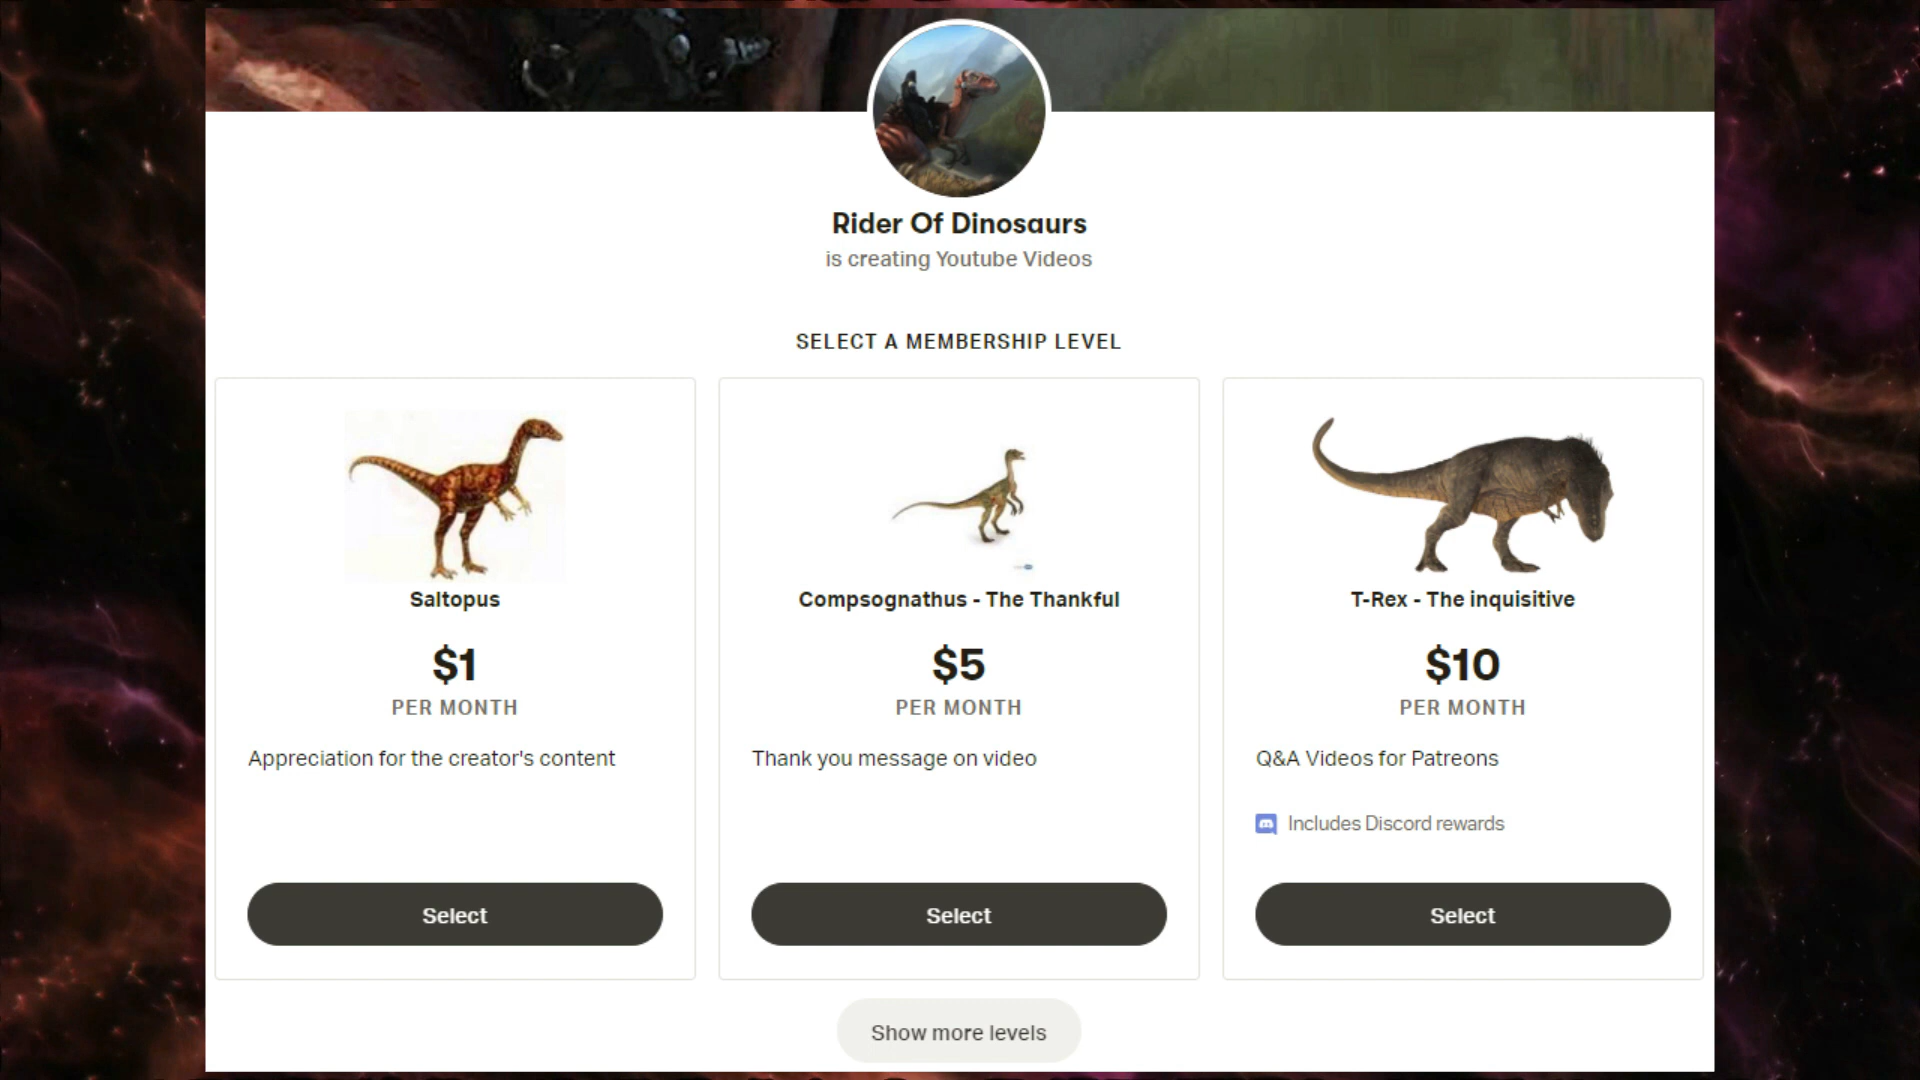 Rider Of Dinosaurs
is creating Youtube Videos
SELECT A MEMBERSHIP LEVEL
Saltopus
$1
PER MONTH
Appreciation for the creator's content
Select
Compsognathus - The Thankful
$5
PER MONTH
Thank you message on video
Select
T-Rex - The inquisitive
$10
PER MONTH
Q&A Videos for Patreons
Includes Discord rewards
Select
Show more levels